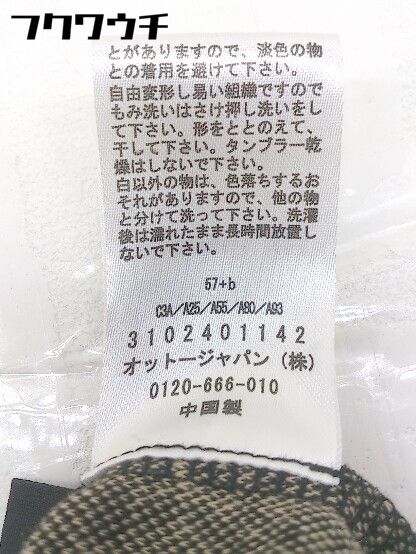 フクワウチ
とがありますので、淡色の物
との着用を避けて下さい。
自由変形し易い組織ですので
もみ洗いはさけ押し洗いをし
て下さい。形をととのえて、
干して下さい。タンブラー乾
燥はしないで下さい。
白以外の物は、色落ちするお
それがありますので、他の物
と分けて洗って下さい。洗濯
後は濡れたまま長時間放置し
ないで下さい。
57+b
C3A/A25/A55/A80/A93
3102401142
オットージャパン（株）
0120-666-010
中国製